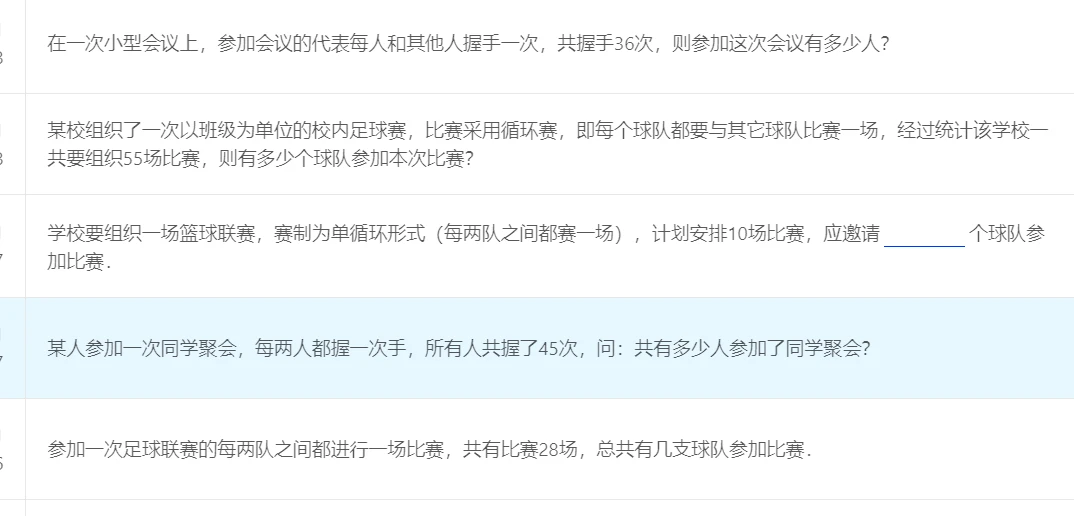 在一次小型会议上，参加会议的代表每人和其他人握手一次，共握手36次，则参加这次会议有多少人？
某校组织了一次以班级为单位的校内足球赛，比赛采用循环赛，即每个球队都要与其它球队比赛一场，经过统计该学校一
共要组织55场比赛，则有多少个球队参加本次比赛？
学校要组织一场篮球联赛，赛制为单循环形式（每两队之间都赛一场），计划安排10场比赛，应邀请 ________ 个球队参
加比赛．
某人参加一次同学聚会，每两人都握一次手，所有人共握了45次，问：共有多少人参加了同学聚会？
参加一次足球联赛的每两队之间都进行一场比赛，共有比赛28场，总共有几支球队参加比赛．